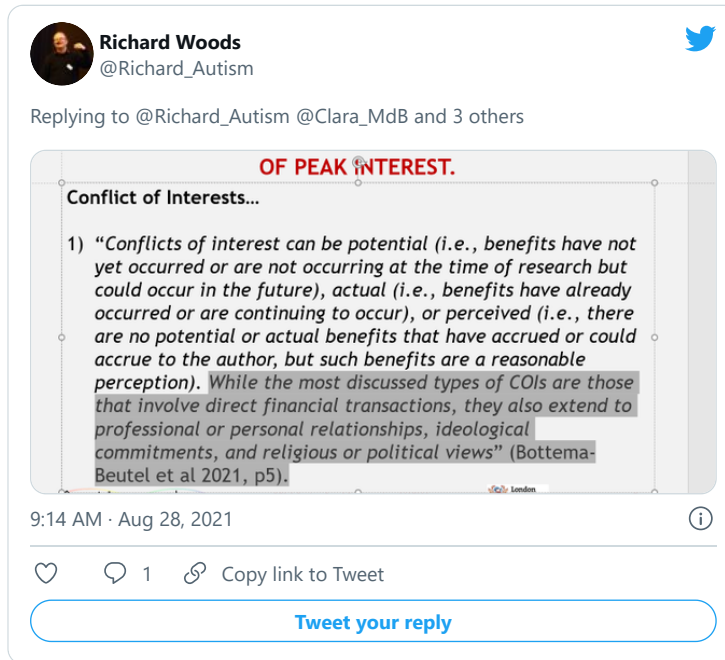 Richard Woods
@Richard_Autism
Replying to @Richard_Autism @Clara_MdB and 3 others
OF PEAK INTEREST.
Conflict of Interests…
1) “Conflicts of interest can be potential (i.e., benefits have not
yet occurred or are not occurring at the time of research but
could occur in the future), actual (i.e., benefits have already
occurred or are continuing to occur), or perceived (i.e., there
are no potential or actual benefits that have accrued or could
accrue to the author, but such benefits are a reasonable
perception). While the most discussed types of COIs are those
that involve direct financial transactions, they also extend to
professional or personal relationships, ideological
commitments, and religious or political views” (Bottema-
Beutel et al 2021, p5).
London
9:14 AM · Aug 28, 2021
1 Copy link to Tweet
Tweet your reply